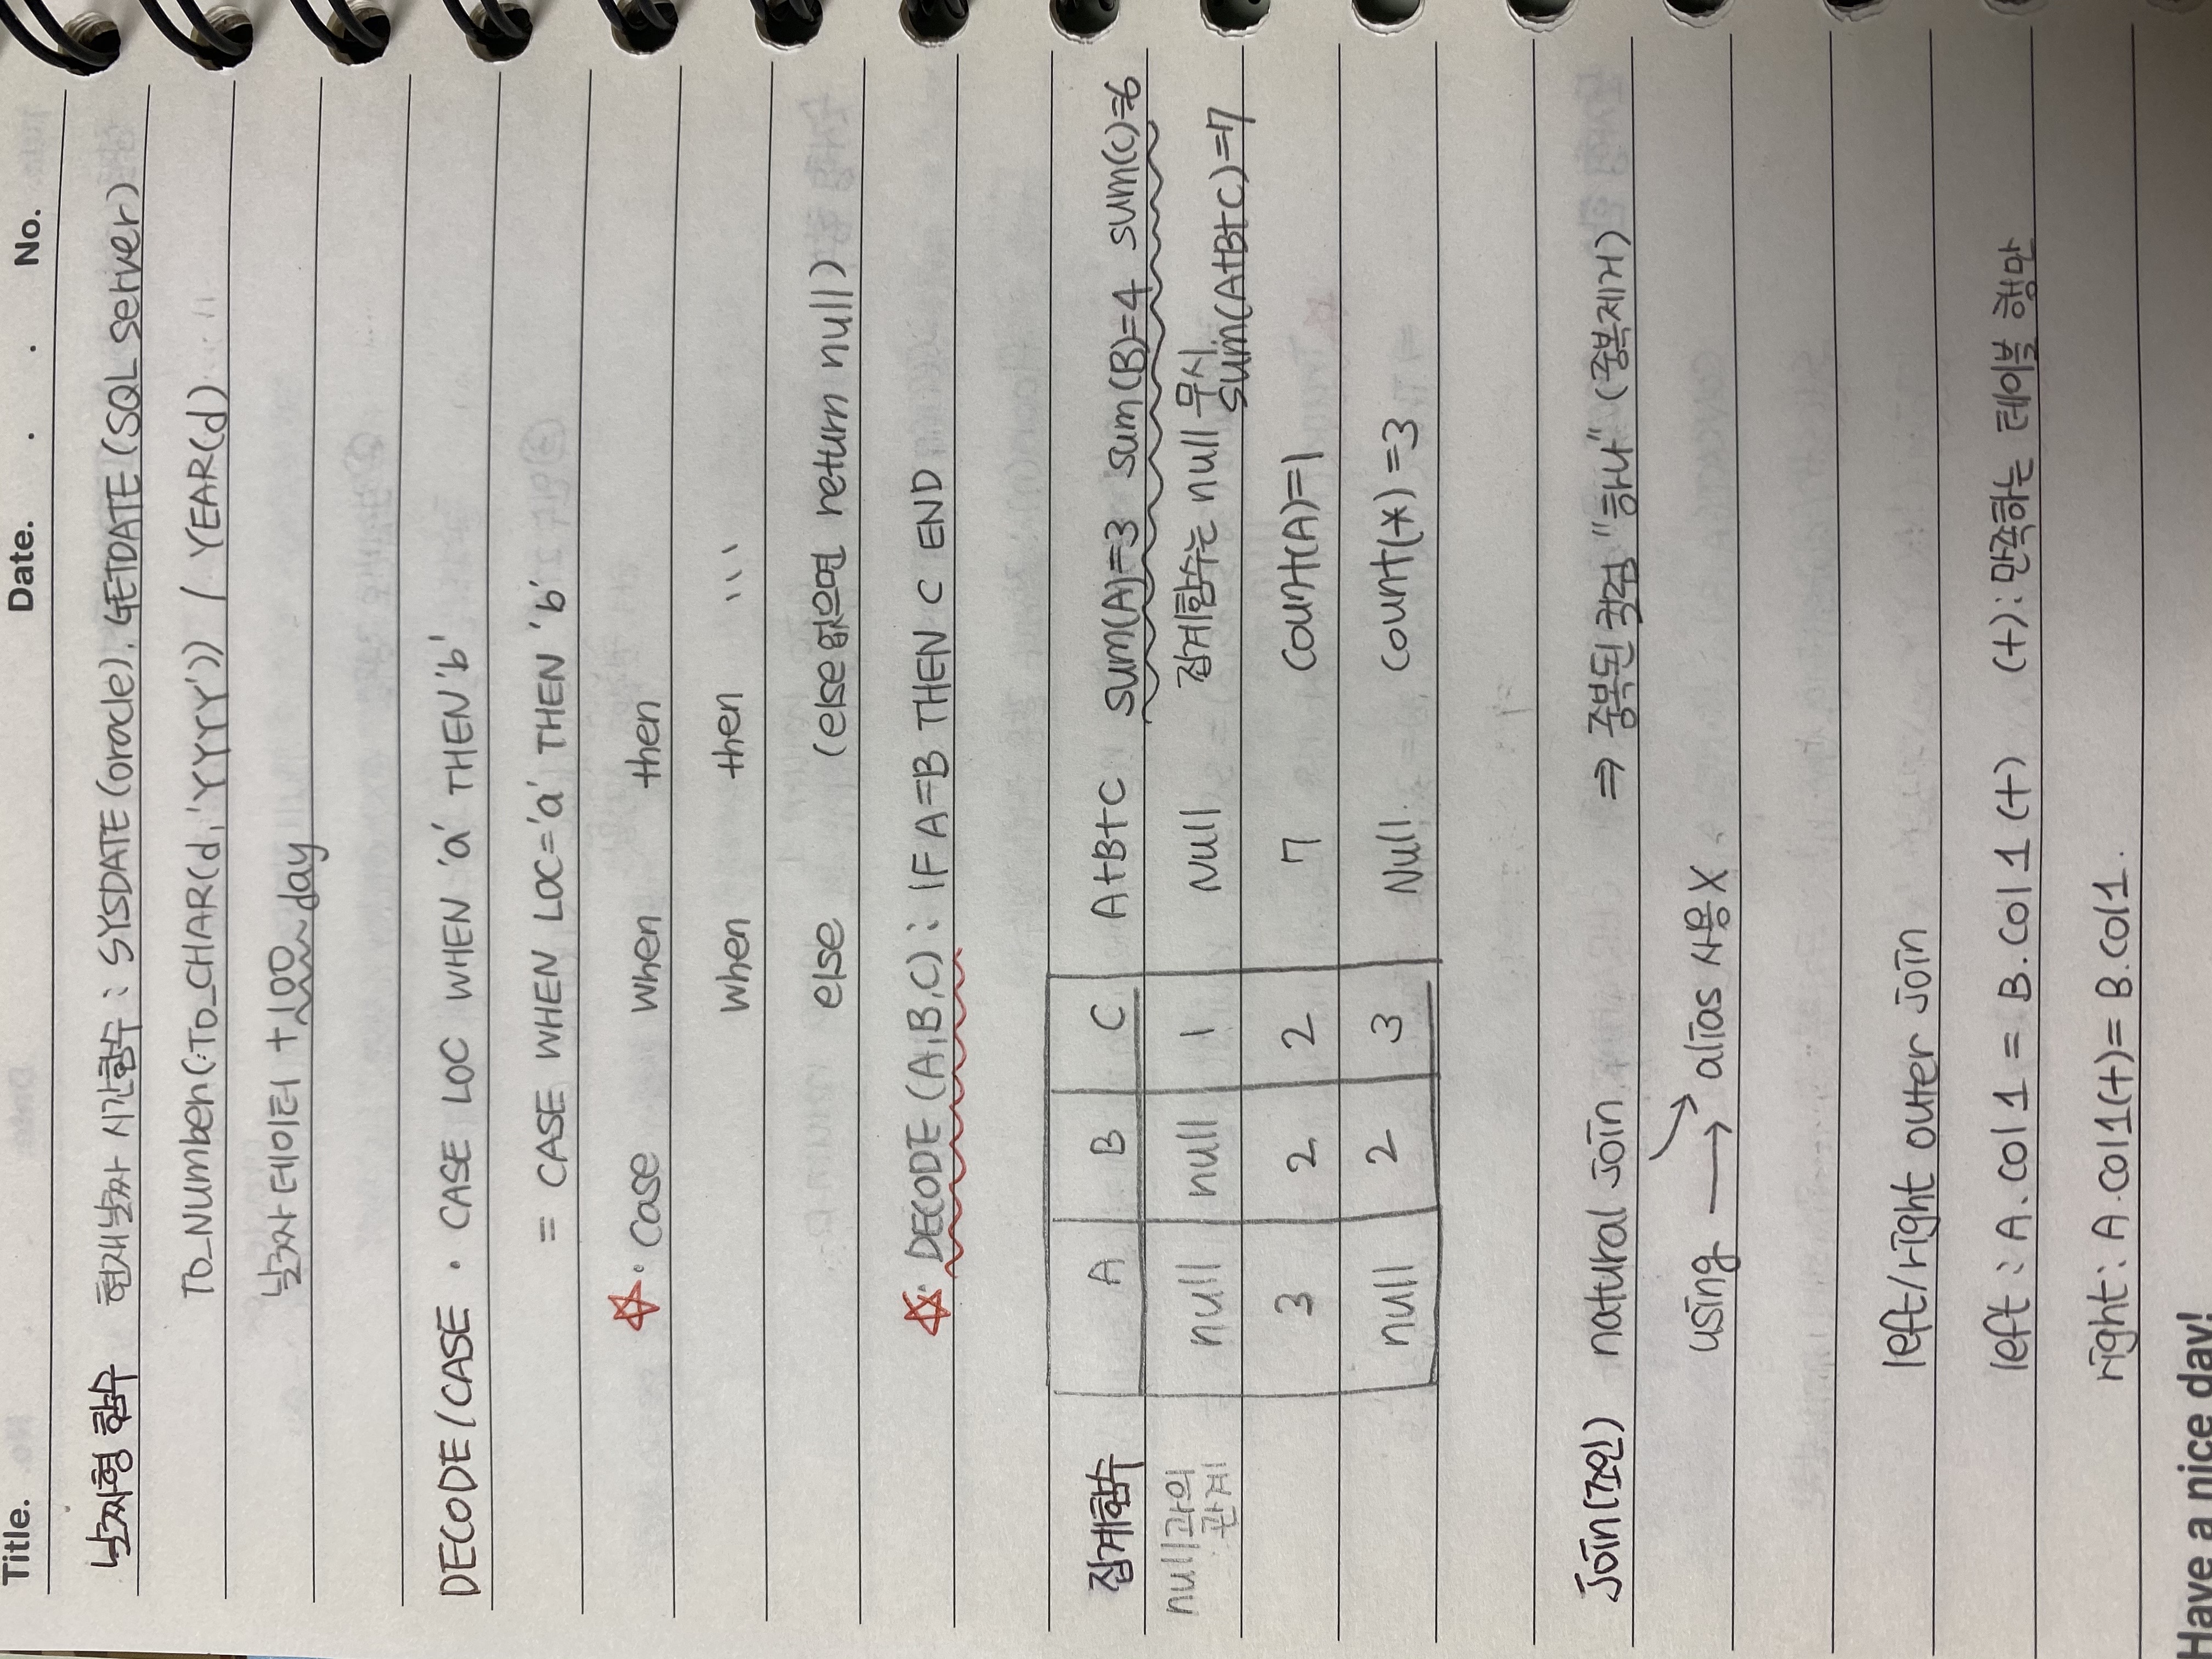 Title. Date. . . No.
날짜형 함수 현재날짜 시간함수 : SYSDATE (oracle). GETDATE (SQL server)
TO_Number(TO_CHAR(d, 'YYYY')) / YEAR(d)
날짜 데이터 +100 day
DECODE/CASE · CASE LOC WHEN 'a' THEN 'b'
= CASE WHEN LOC='a' THEN 'b'
☆· case when then
when then ...
else (else 없으면 return null)
☆· DECODE (A,B,C) : IF A=B THEN C END
집계함수 A B C A+B+C sum(A)=3 sum(B)=4 sum(C)=6
null과의 관계 null null 1 Null 집계함수는 null 무시.
sum(A+B+C)=7
3 2 2 7 count(A)=1
null 2 3 Null. count(*)=3
join(조인) natural join ⇒ 중복된 컬럼 "하나" (중복제거)
using → alias 사용X
left/right outer join
left : A.col1 = B.col1 (+) (+): 만족하는 테이블 행만
right : A.col1(+)= B.col1.
Have a nice day!